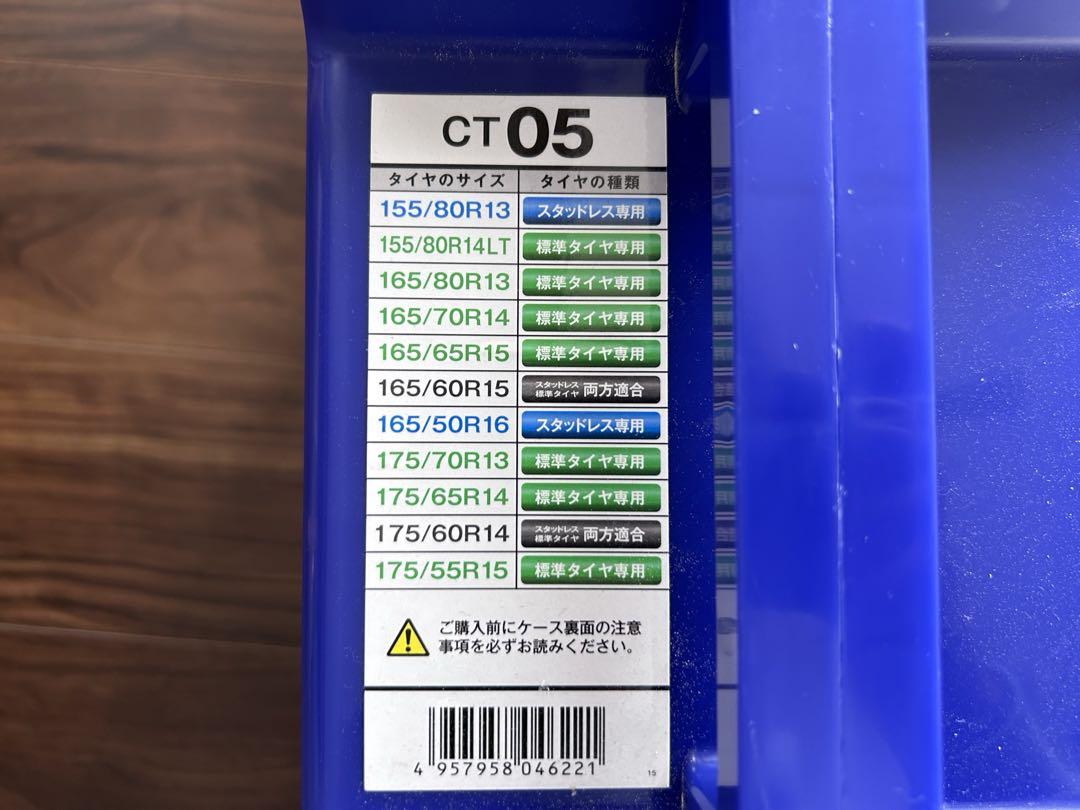 CT05
タイヤのサイズ タイヤの種類
155/80R13 スタッドレス専用
155/80R14LT 標準タイヤ専用
165/80R13 標準タイヤ専用
165/70R14 標準タイヤ専用
165/65R15 標準タイヤ専用
165/60R15 スタッドレス 標準タイヤ 両方適合
165/50R16 スタッドレス専用
175/70R13 標準タイヤ専用
175/65R14 標準タイヤ専用
175/60R14 スタッドレス 標準タイヤ 両方適合
175/55R15 標準タイヤ専用
ご購入前にケース裏面の注意
事項を必ずお読みください。
4 957958 046221
15